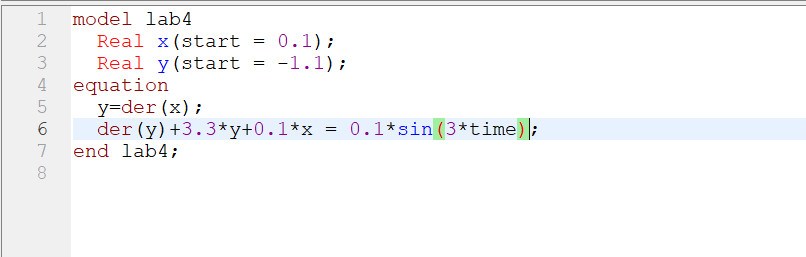 1 model lab4
2   Real x(start = 0.1);
3   Real y(start = -1.1);
4 equation
5   y=der(x);
6   der(y)+3.3*y+0.1*x = 0.1*sin(3*time);
7 end lab4;
8